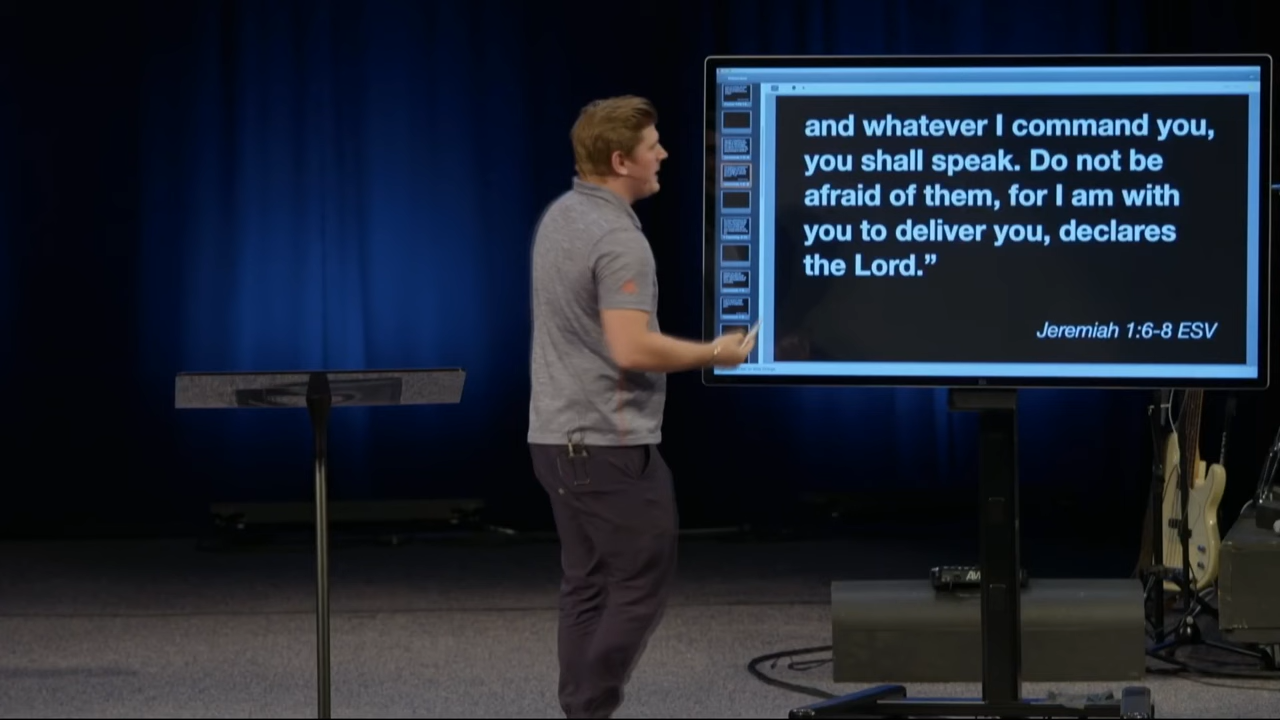 and whatever I command you,
you shall speak. Do not be
afraid of them, for I am with
you to deliver you, declares
the Lord.”
Jeremiah 1:6-8 ESV